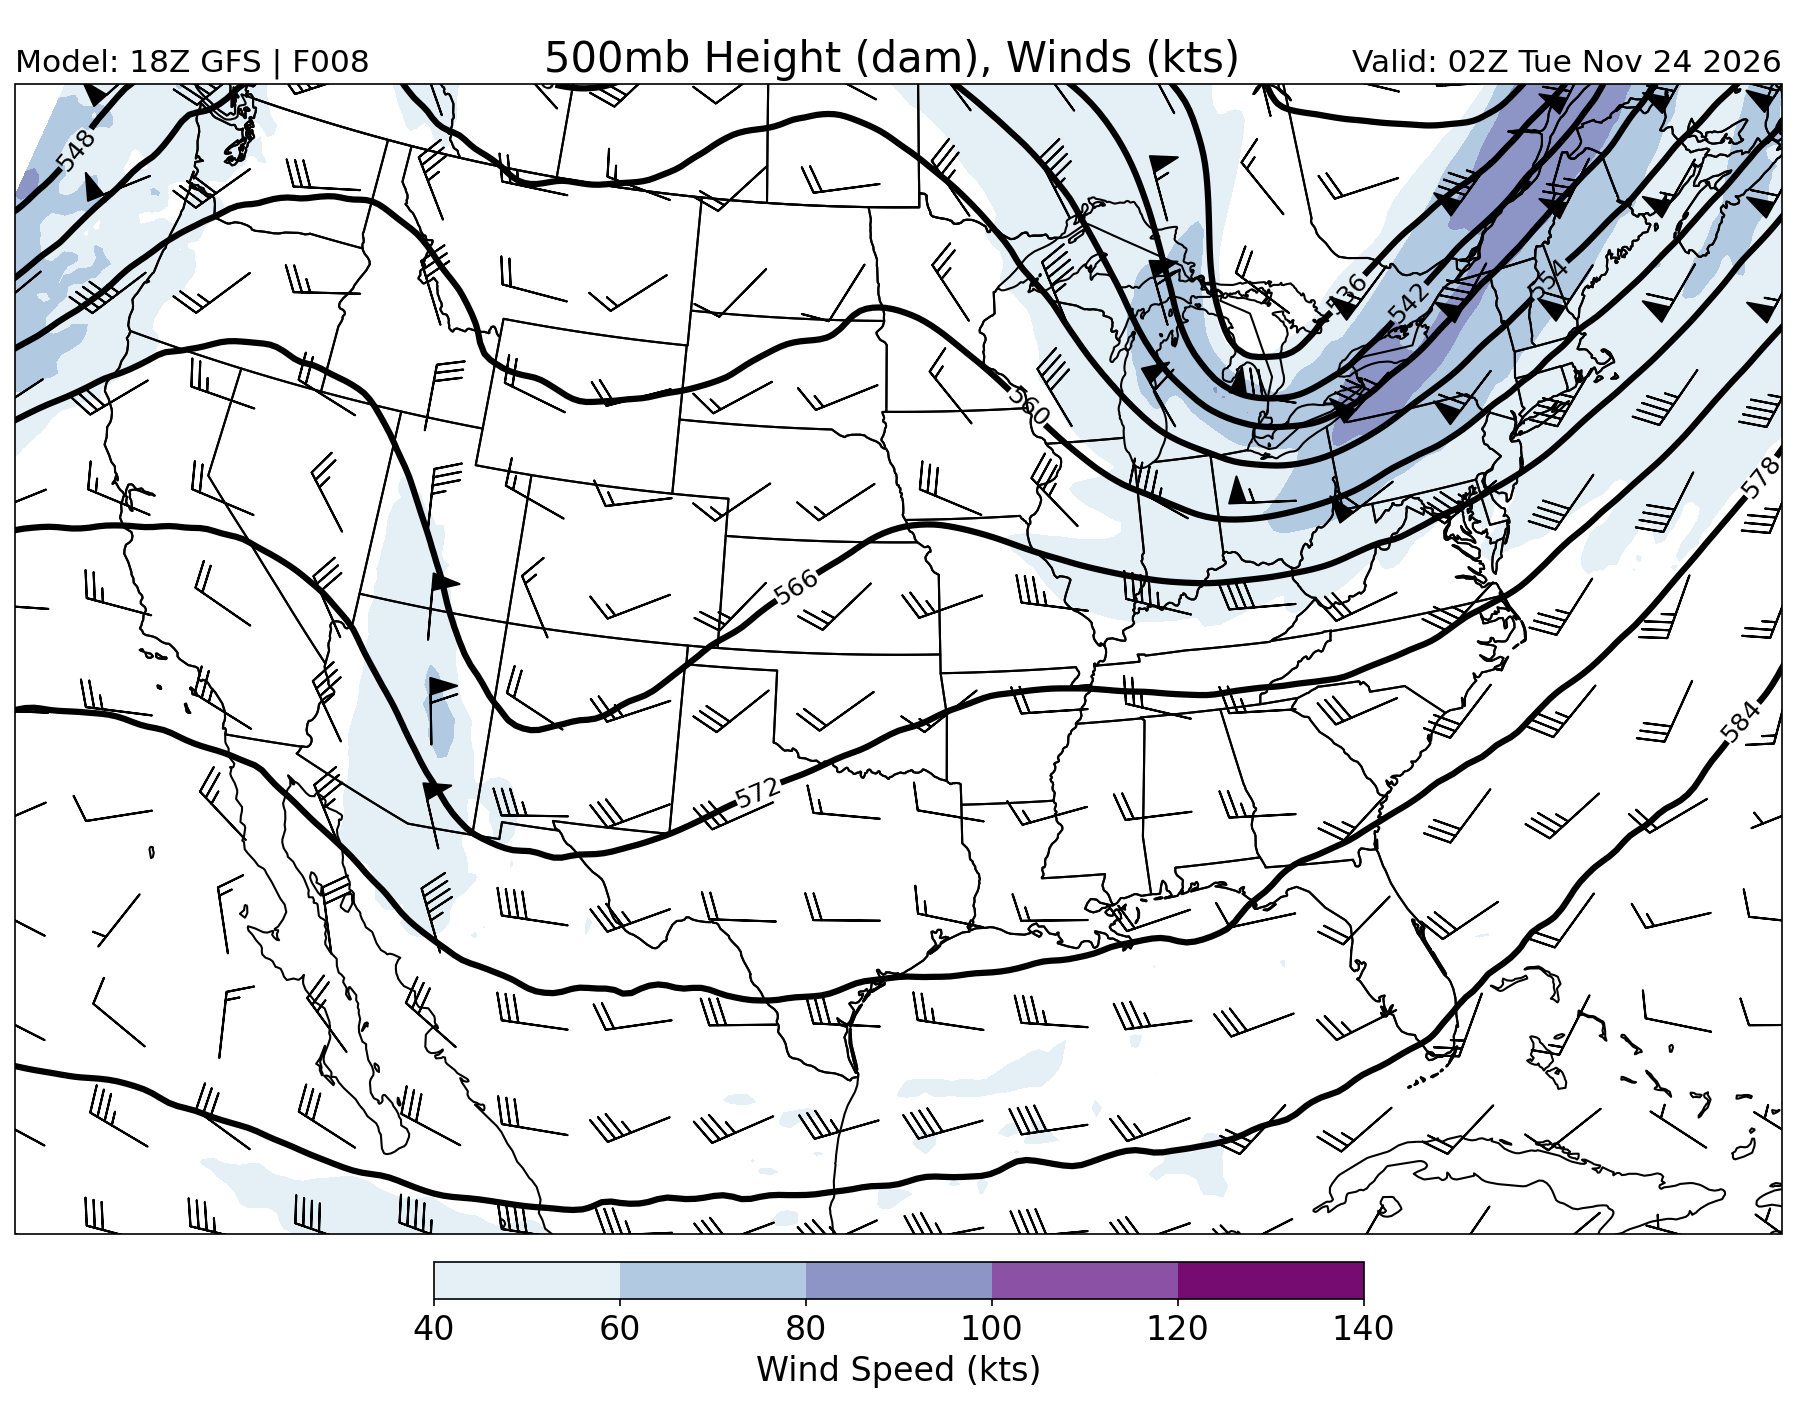 Model: 18Z GFS | F008
500mb Height (dam), Winds (kts)
Valid: 02Z Tue Nov 24 2026
548
536
542
554
560
578
566
584
572
40 60 80 100 120 140
Wind Speed (kts)